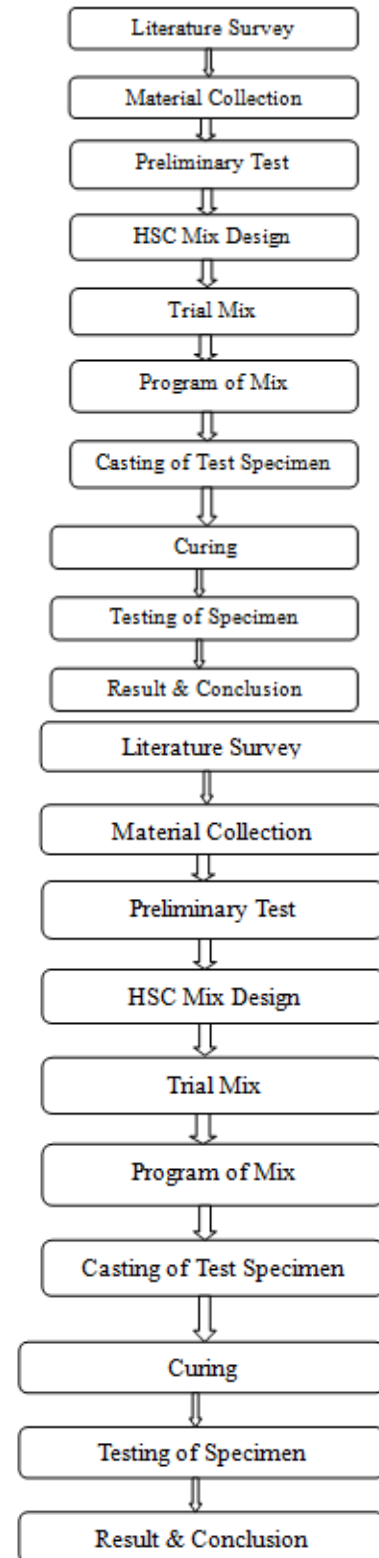 Literature Survey
Material Collection
Preliminary Test
HSC Mix Design
Trial Mix
Program of Mix
Casting of Test Specimen
Curing
Testing of Specimen
Result & Conclusion
Literature Survey
Material Collection
Preliminary Test
HSC Mix Design
Trial Mix
Program of Mix
Casting of Test Specimen
Curing
Testing of Specimen
Result & Conclusion